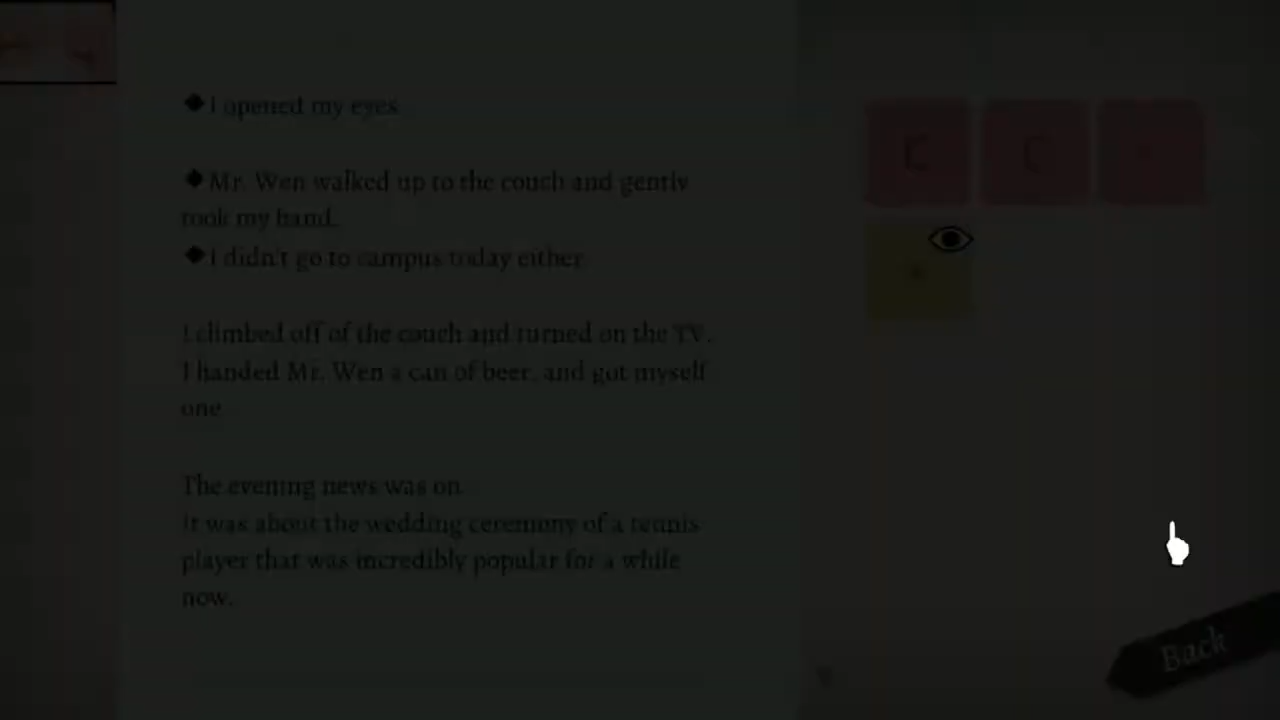 ◆I opened my eyes.
◆Mr. Wen walked up to the couch and gently
took my hand.
◆I didn't go to campus today either.
I climbed off of the couch and turned on the TV.
I handed Mr. Wen a can of beer, and got myself
one.
The evening news was on.
It was about the wedding ceremony of a tennis
player that was incredibly popular for a while
now.
C C
Back